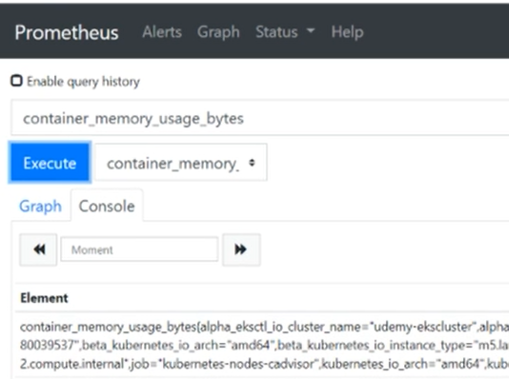 Prometheus Alerts Graph Status Help
Enable query history
container_memory_usage_bytes
Execute container_memory_
Graph Console
Moment
Element
container_memory_usage_bytes{alpha_eksctl_io_cluster_name="udemy-ekscluster",alpha
80039537",beta_kubernetes_io_arch="amd64",beta_kubernetes_io_instance_type="m5.la
2.compute.internal",job="kubernetes-nodes-cadvisor",kubernetes_io_arch="amd64",kube